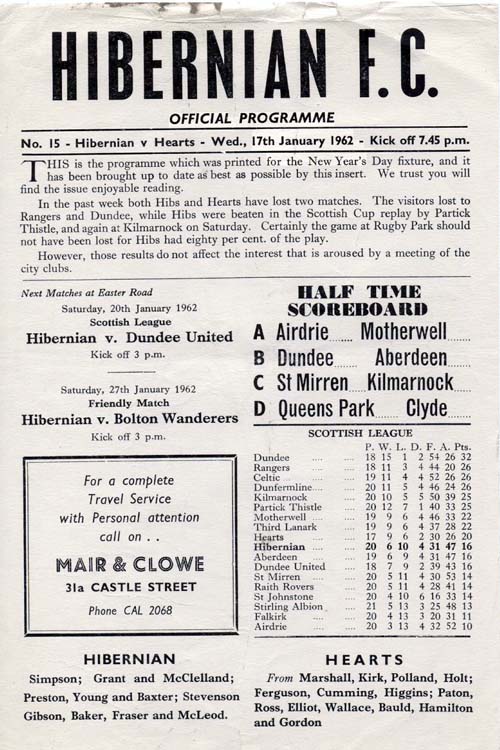 HIBERNIAN F.C.
OFFICIAL PROGRAMME
No. 15 - Hibernian v Hearts - Wed., 17th January 1962 - Kick off 7.45 p.m.
THIS is the programme which was printed for the New Year's Day fixture, and it
has been brought up to date as best as possible by this insert. We trust you will
find the issue enjoyable reading.
In the past week both Hibs and Hearts have lost two matches. The visitors lost to
Rangers and Dundee, while Hibs were beaten in the Scottish Cup replay by Partick
Thistle, and again at Kilmarnock on Saturday. Certainly the game at Rugby Park should
not have been lost for Hibs had eighty per cent. of the play.
However, those results do not affect the interest that is aroused by a meeting of the
city clubs.
Next Matches at Easter Road
Saturday, 20th January 1962
Scottish League
Hibernian v. Dundee United
Kick off 3 p.m.
Saturday, 27th January 1962
Friendly Match
Hibernian v. Bolton Wanderers
Kick off 3 p.m.
For a complete
Travel Service
with Personal attention
call on . .
MAIR & CLOWE
31a CASTLE STREET
Phone CAL 2068
HALF TIME
SCOREBOARD
A Airdrie....... Motherwell.......
B Dundee ....... Aberdeen .......
C St Mirren ..... Kilmarnock.......
D Queens Park ..... Clyde.......
SCOTTISH LEAGUE
P. W. L. D. F. A. Pts.
Dundee .... .... 18 15 1 2 54 26 32
Rangers .... .... 18 11 3 4 44 20 26
Celtic .... .... 19 11 4 4 52 26 26
Dunfermline.... .... 20 11 5 4 46 24 26
Kilmarnock .... .... 20 10 5 5 50 39 25
Partick Thistle .... 20 12 7 1 40 33 25
Motherwell .... .... 19 9 6 4 46 33 22
Third Lanark .... 19 9 6 4 37 28 22
Hearts .... .... 17 9 6 2 30 26 20
Hibernian .... .... 20 6 10 4 31 47 16
Aberdeen .... .... 19 6 9 4 31 47 16
Dundee United .... 18 7 9 2 39 43 16
St Mirren .... .... 20 5 11 4 30 53 14
Raith Rovers .... 20 5 11 4 28 41 14
St Johnstone .... 20 4 10 6 16 33 14
Stirling Albion .... 21 5 13 3 25 48 13
Falkirk .... .... 20 4 13 3 20 31 11
Airdrie .... .... 20 3 13 4 32 52 10
HIBERNIAN
Simpson; Grant and McClelland;
Preston, Young and Baxter; Stevenson
Gibson, Baker, Fraser and McLeod.
HEARTS
From Marshall, Kirk, Polland, Holt;
Ferguson, Cumming, Higgins; Paton,
Ross, Elliot, Wallace, Bauld, Hamilton
and Gordon